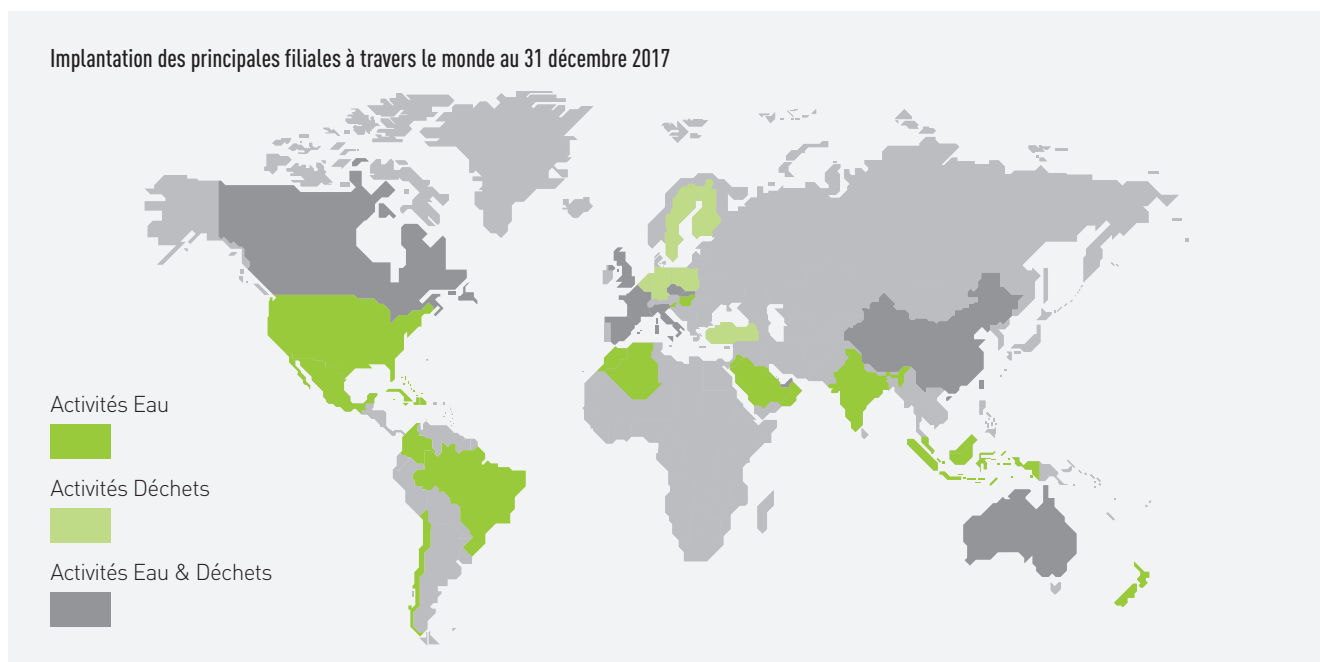 Implantation des principales filiales à travers le monde au 31 décembre 2017
Activités Eau
Activités Déchets
Activités Eau & Déchets